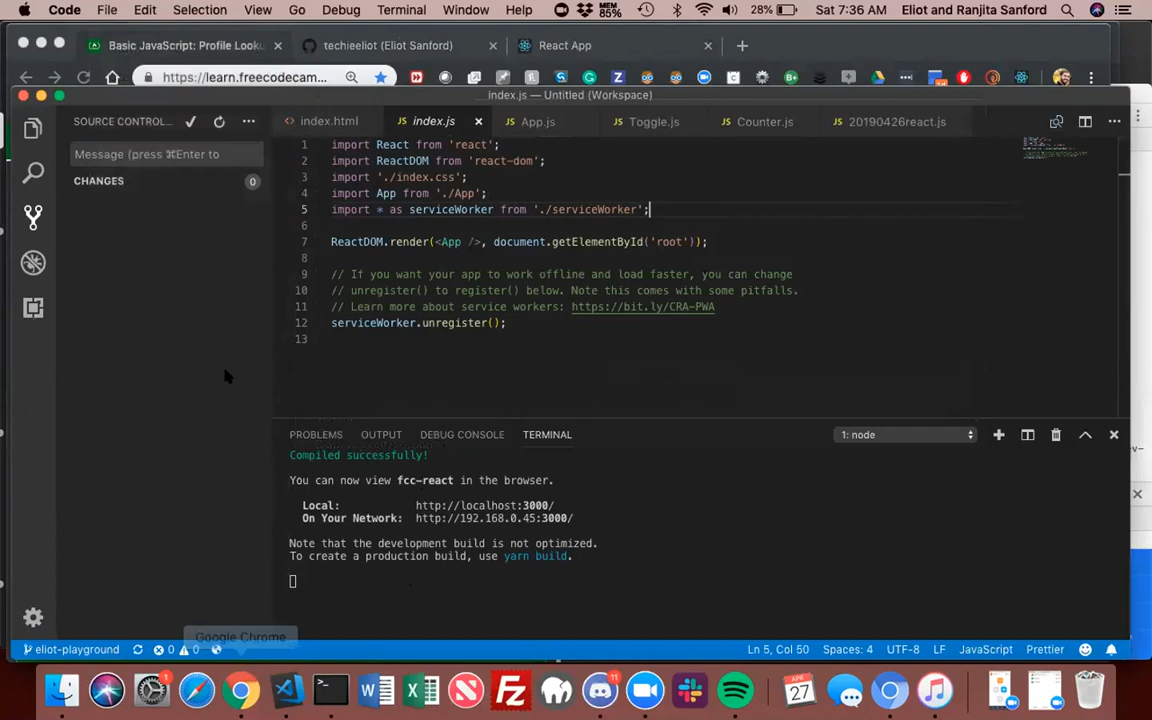 Code File Edit Selection View Go Debug Terminal Window Help MEM 85% 28% Sat 7:36 AM Eliot and Ranjita Sanford
Basic JavaScript: Profile Looku
techieeliot (Eliot Sanford)
React App
https://learn.freecodecam...
index.js — Untitled (Workspace)
SOURCE CONTROL...
index.html
index.js
App.js
Toggle.js
Counter.js
20190426react.js
Message (press ⌘Enter to
CHANGES 0
1 import React from 'react';
2 import ReactDOM from 'react-dom';
3 import './index.css';
4 import App from './App';
5 import * as serviceWorker from './serviceWorker';
6
7 ReactDOM.render(<App />, document.getElementById('root'));
8
9 // If you want your app to work offline and load faster, you can change
10 // unregister() to register() below. Note this comes with some pitfalls.
11 // Learn more about service workers: https://bit.ly/CRA-PWA
12 serviceWorker.unregister();
13
PROBLEMS OUTPUT DEBUG CONSOLE TERMINAL 1: node
Compiled successfully!
You can now view fcc-react in the browser.
Local: http://localhost:3000/
On Your Network: http://192.168.0.45:3000/
Note that the development build is not optimized.
To create a production build, use yarn build.
Google Chrome
eliot-playground 0 0 Ln 5, Col 50 Spaces: 4 UTF-8 LF JavaScript Prettier